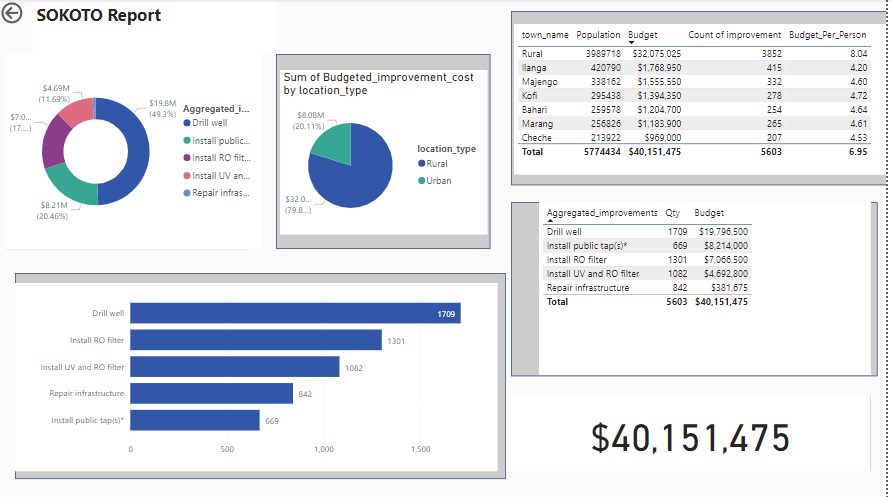 SOKOTO Report
$4.69M
(11.69%)
$7.0...
(17....)
$19.8M
(49.3%)
$8.21M
(20.46%)
Aggregated_i...
Drill well
Install public...
Install RO filt...
Install UV an...
Repair infras...
Sum of Budgeted_improvement_cost
by location_type
$8.08M
(20.11%)
$32.0...
(79.8...)
location_type
Rural
Urban
town_name Population Budget Count of improvement Budget_Per_Person
Rural 3989718 $32,075,025 3852 8.04
Ilanga 420790 $1,768,950 415 4.20
Majengo 338162 $1,555,550 332 4.60
Kofi 295438 $1,394,350 278 4.72
Bahari 259578 $1,204,700 254 4.64
Marang 256826 $1,183,900 265 4.61
Cheche 213922 $969,000 207 4.53
Total 5774434 $40,151,475 5603 6.95
Aggregated_improvements Qty Budget
Drill well 1709 $19,796,500
Install public tap(s)* 669 $8,214,000
Install RO filter 1301 $7,066,500
Install UV and RO filter 1082 $4,692,800
Repair infrastructure 842 $381,675
Total 5603 $40,151,475
Drill well 1709
Install RO filter 1301
Install UV and RO filter 1082
Repair infrastructure 842
Install public tap(s)* 669
0 500 1,000 1,500
$40,151,475